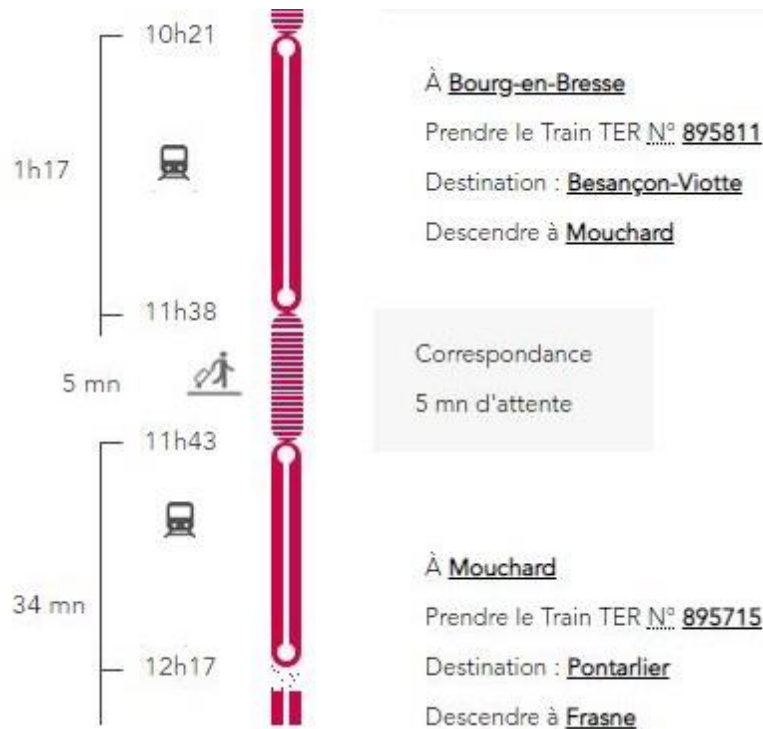 10h21
À Bourg-en-Bresse
Prendre le Train TER N° 895811
1h17
Destination : Besançon-Viotte
Descendre à Mouchard
11h38
Correspondance
5 mn
5 mn d'attente
11h43
À Mouchard
34 mn
Prendre le Train TER N° 895715
12h17
Destination : Pontarlier
Descendre à Frasne